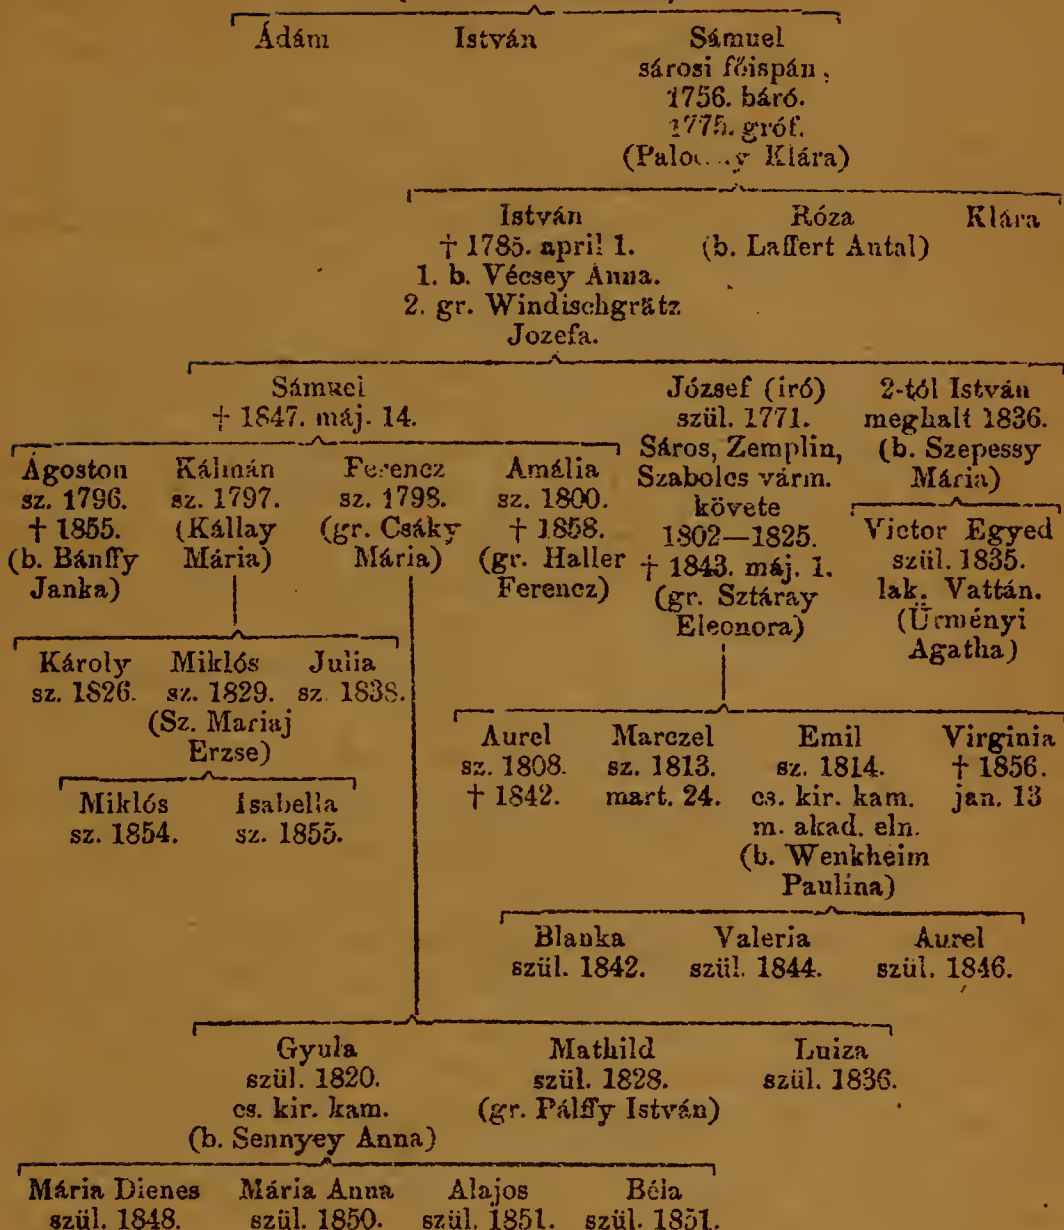 Ádám István Sámuel
sárosi főispán.
1756. báró.
1775. gróf.
Klára)
István Róza Klára
† 1785. april 1. (b. Laffert Antal)
1. b. Vécsey Anna.
2. gr. Windischgrätz
Jozefa.
Sámuel József (iró) 2-tól István
† 1847. máj. 14. szül. 1771. meghalt 1836.
Ágoston Kálmán Ferencz Amália Sáros, Zemplin, (b. Szepessy
sz. 1796. sz. 1797. sz. 1798. sz. 1800. Szabolcs várm. Mária)
† 1855. (Kállay (gr. Csáky † 1858. követe Victor Egyed
(b. Bánffy Mária) Mária) (gr. Haller 1802—1825. szül. 1835.
Janka) Ferencz) † 1843. máj. 1. lak. Vattán.
(gr. Sztáray (Ürményi
Eleonora) Agatha)
Károly Miklós Julia
sz. 1826. sz. 1829. sz. 1838.
(Sz. Mariaj
Erzse)
Aurel Marczel Emil Virginia
sz. 1808. sz. 1813. sz. 1814. † 1856.
† 1842. mart. 24. cs. kir. kam. jan. 13
m. akad. eln.
(b. Wenkheim
Paulina)
Miklós Isabella
sz. 1854. sz. 1855.
Blanka Valeria Aurel
szül. 1842. szül. 1844. szül. 1846.
Gyula Mathild Luiza
szül. 1820. szül. 1828. szül. 1836.
cs. kir. kam. (gr. Pálffy István)
(b. Sennyey Anna)
Mária Dienes Mária Anna Alajos Béla
szül. 1848. szül. 1850. szül. 1851. szül. 1851.